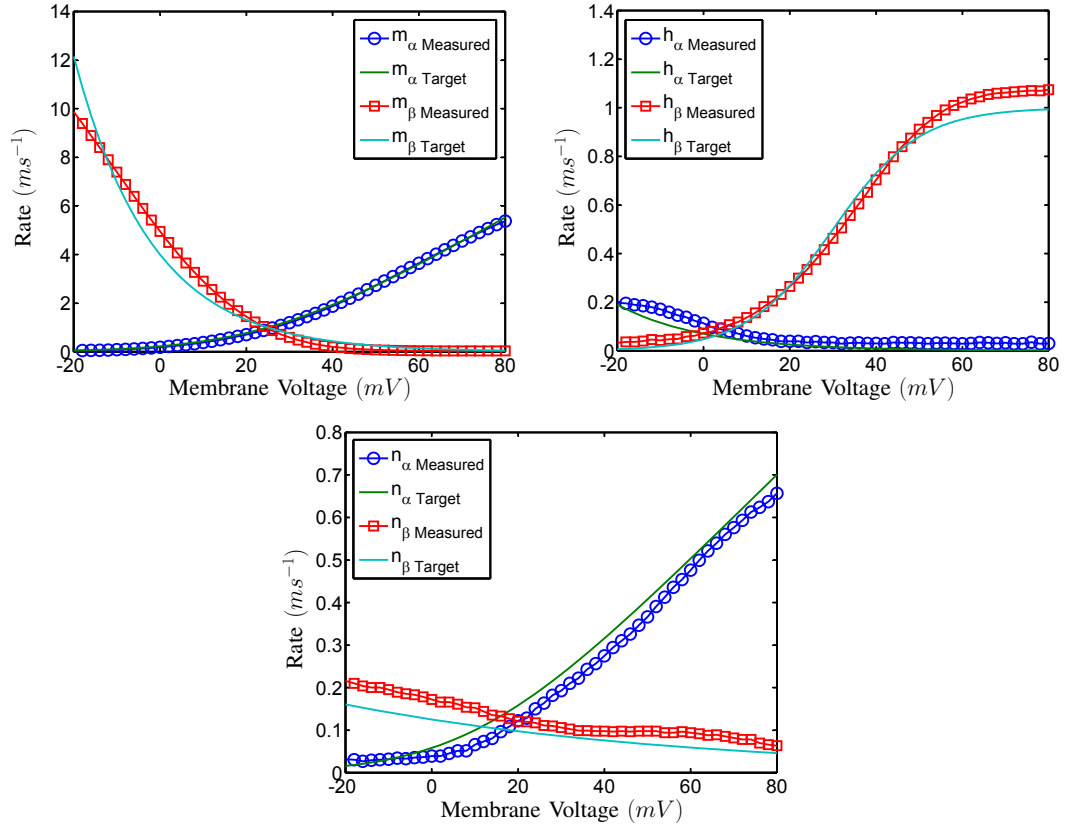 14
12
10
8
6
4
2
0
-20 0 20 40 60 80
Rate (ms⁻¹)
Membrane Voltage (mV)
m_α Measured
m_α Target
m_β Measured
m_β Target
1.4
1.2
1
0.8
0.6
0.4
0.2
0
-20 0 20 40 60 80
Rate (ms⁻¹)
Membrane Voltage (mV)
h_α Measured
h_α Target
h_β Measured
h_β Target
0.8
0.7
0.6
0.5
0.4
0.3
0.2
0.1
0
-20 0 20 40 60 80
Rate (ms⁻¹)
Membrane Voltage (mV)
n_α Measured
n_α Target
n_β Measured
n_β Target